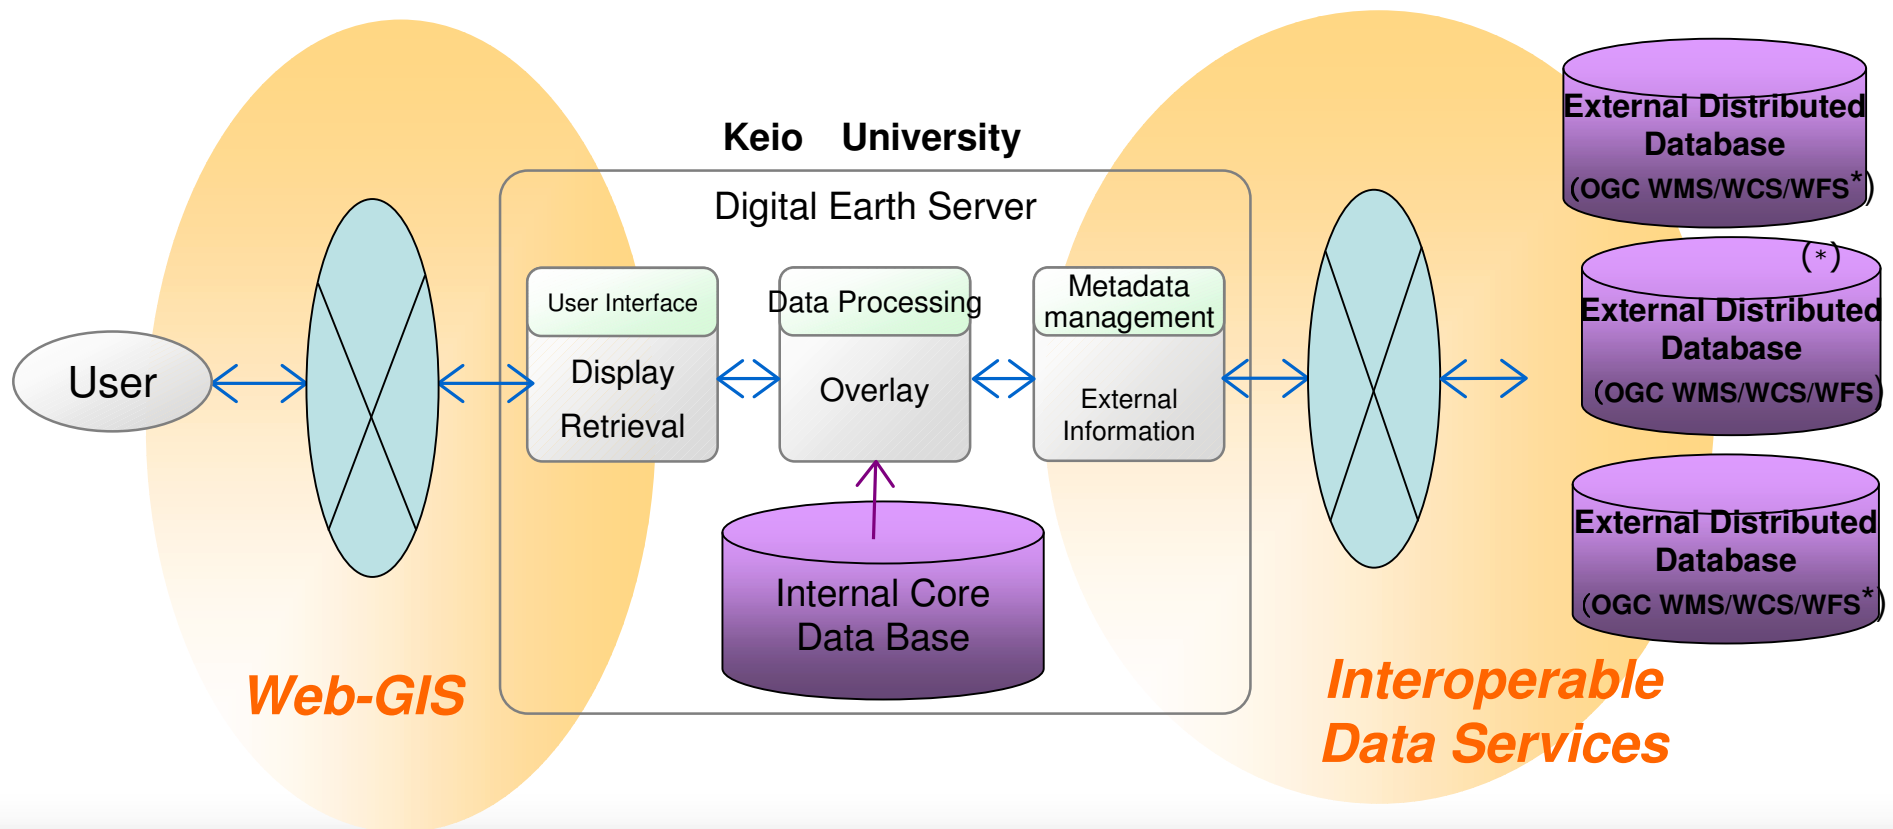 Keio University
Digital Earth Server
User
User Interface
Display
Retrieval
Data Processing
Overlay
Metadata
management
External
Information
Internal Core
Data Base
Web-GIS
Interoperable
Data Services
External Distributed
Database
(OGC WMS/WCS/WFS*)
(*)
External Distributed
Database
(OGC WMS/WCS/WFS)
External Distributed
Database
(OGC WMS/WCS/WFS*)